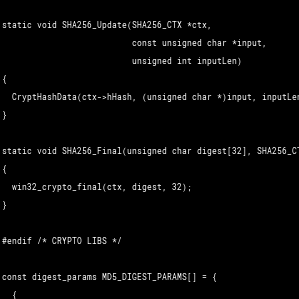 static void SHA256_Update(SHA256_CTX *ctx,
                          const unsigned char *input,
                          unsigned int inputLen)
{
  CryptHashData(ctx->hHash, (unsigned char *)input, inputLen
}
static void SHA256_Final(unsigned char digest[32], SHA256_CT
{
  win32_crypto_final(ctx, digest, 32);
}
#endif /* CRYPTO LIBS */
const digest_params MD5_DIGEST_PARAMS[] = {
  {